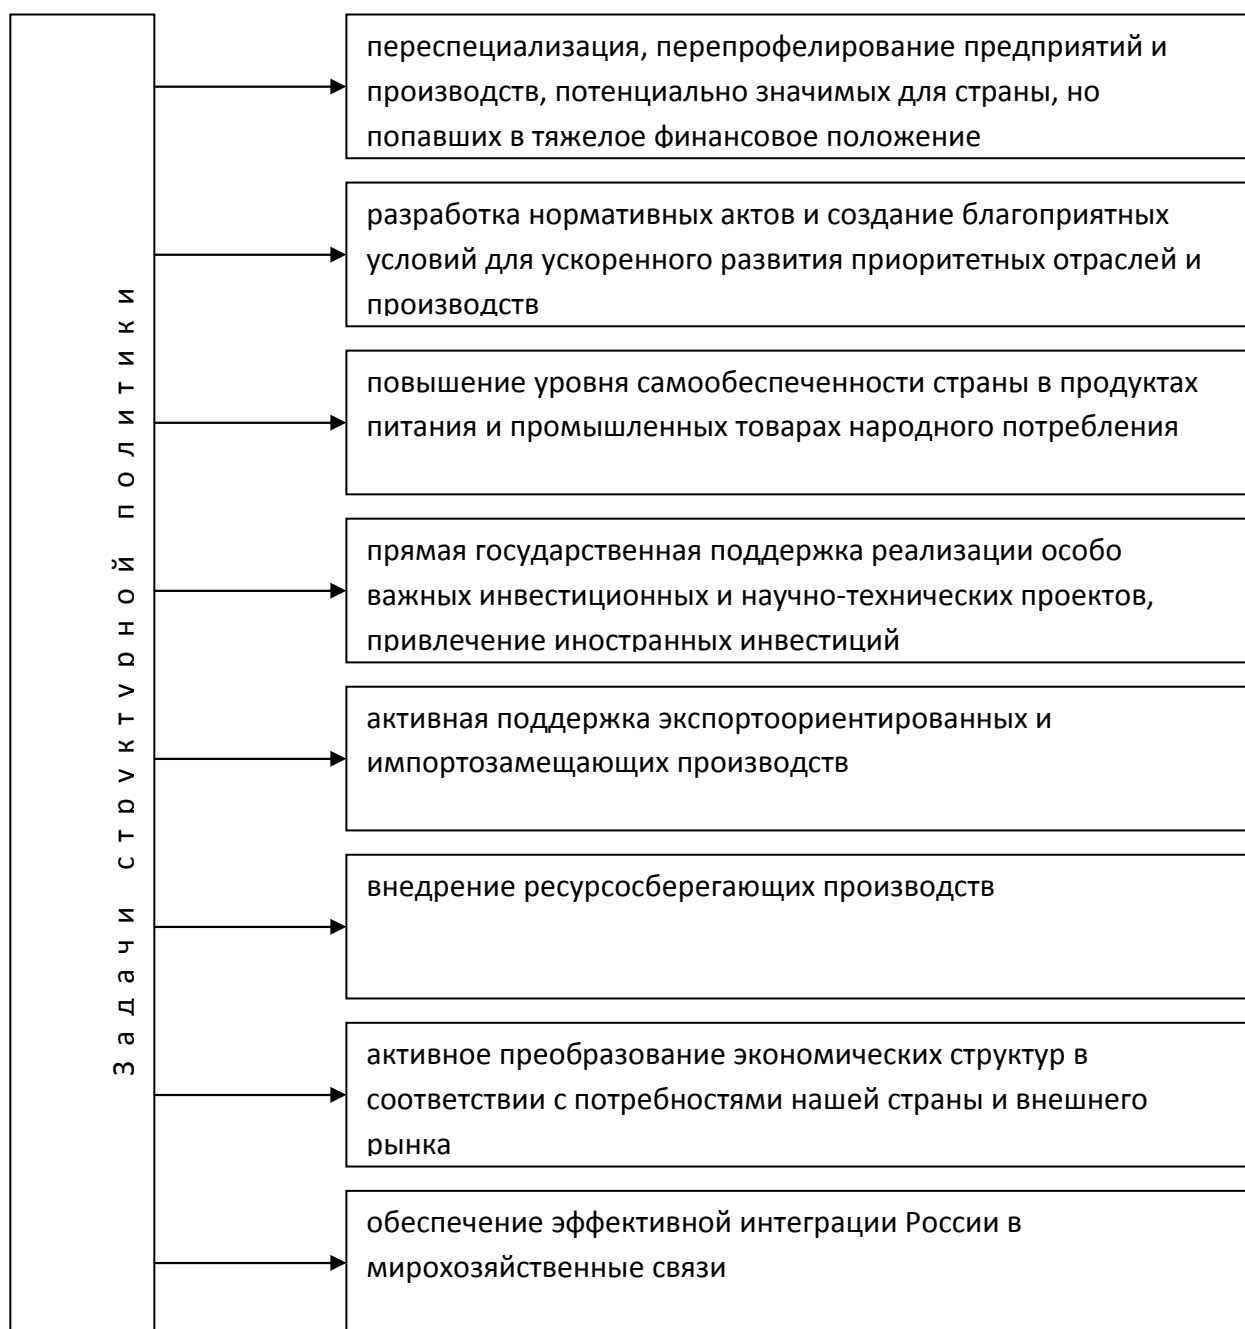 Задачи структурной политики
переспециализация, перепрофелирование предприятий и
производств, потенциально значимых для страны, но
попавших в тяжелое финансовое положение
разработка нормативных актов и создание благоприятных
условий для ускоренного развития приоритетных отраслей и
производств
повышение уровня самообеспеченности страны в продуктах
питания и промышленных товарах народного потребления
прямая государственная поддержка реализации особо
важных инвестиционных и научно-технических проектов,
привлечение иностранных инвестиций
активная поддержка экспортоориентированных и
импортозамещающих производств
внедрение ресурсосберегающих производств
активное преобразование экономических структур в
соответствии с потребностями нашей страны и внешнего
рынка
обеспечение эффективной интеграции России в
мирохозяйственные связи